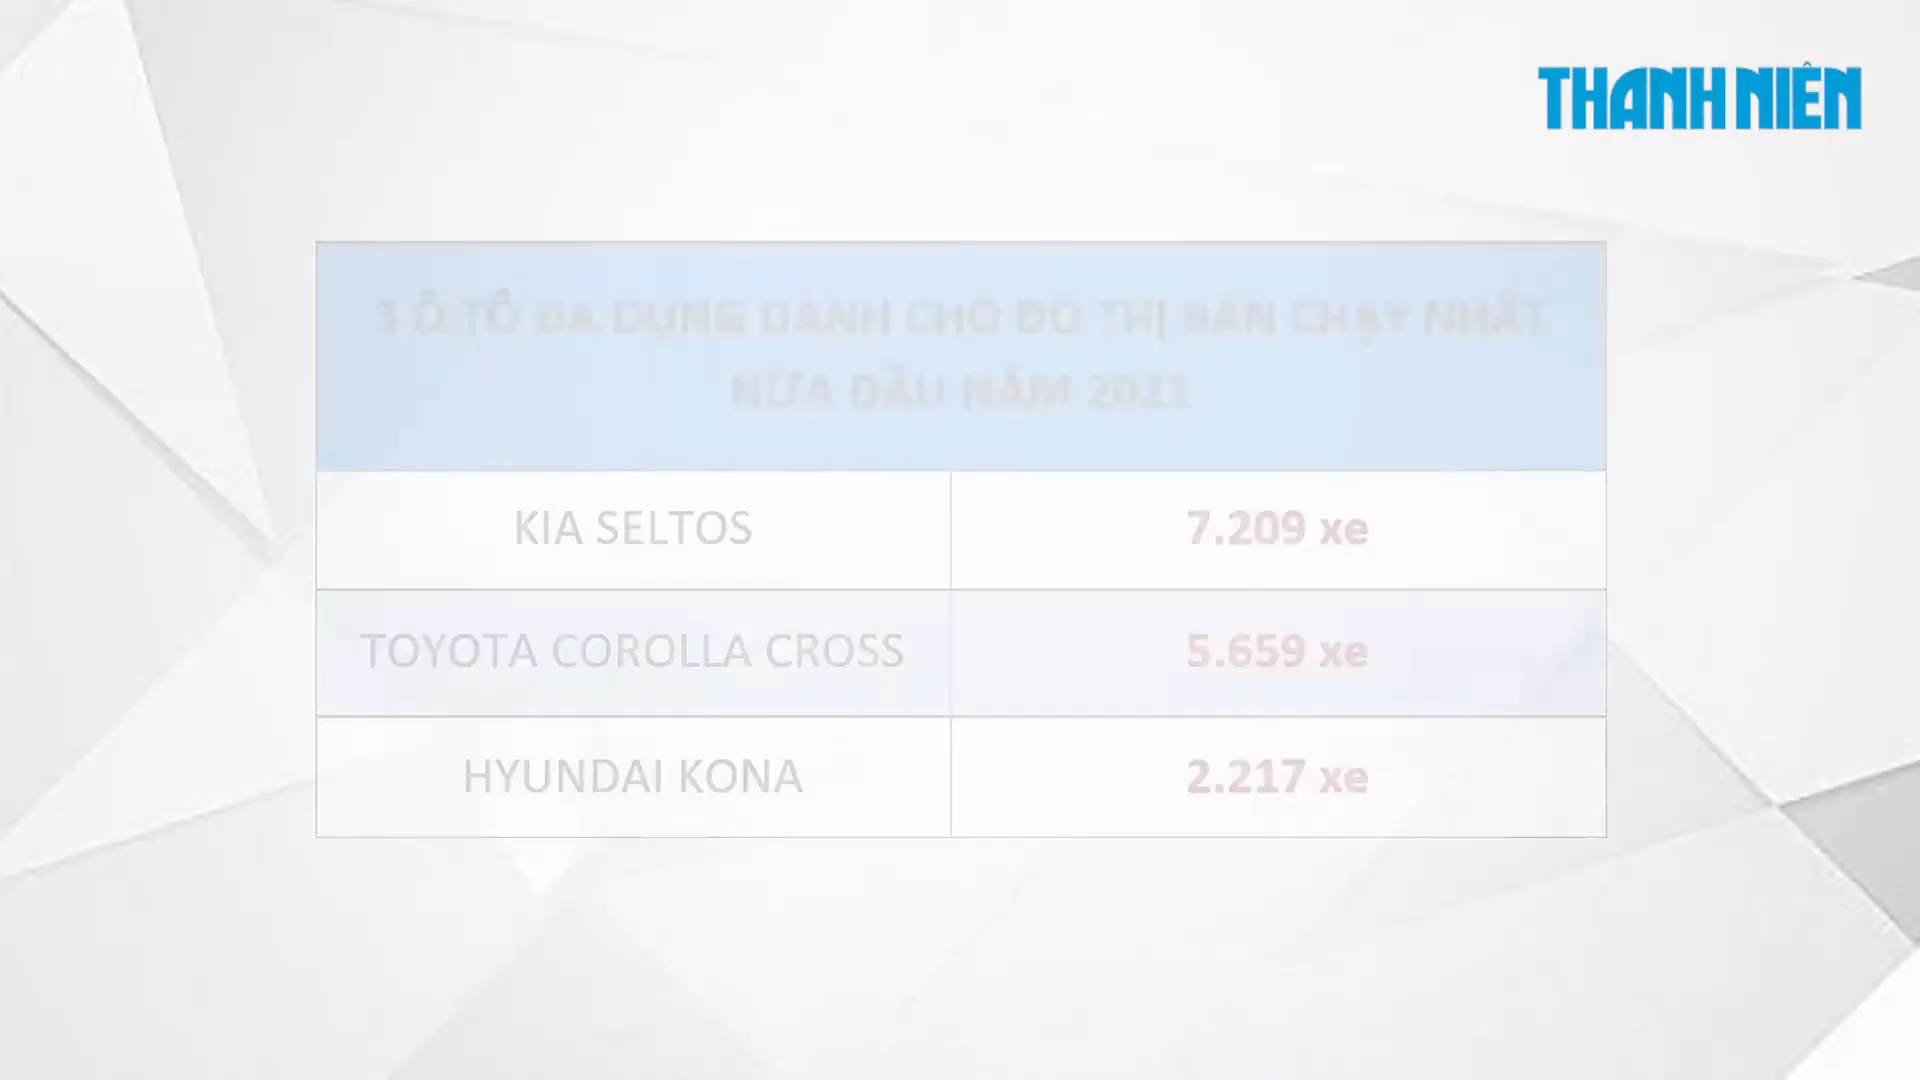 THANH NIÊN
3 Ô TÔ ĐA DỤNG DÀNH CHO ĐÔ THỊ BÁN CHẠY NHẤT
NỬA ĐẦU NĂM 2021
KIA SELTOS 7.209 xe
TOYOTA COROLLA CROSS 5.659 xe
HYUNDAI KONA 2.217 xe